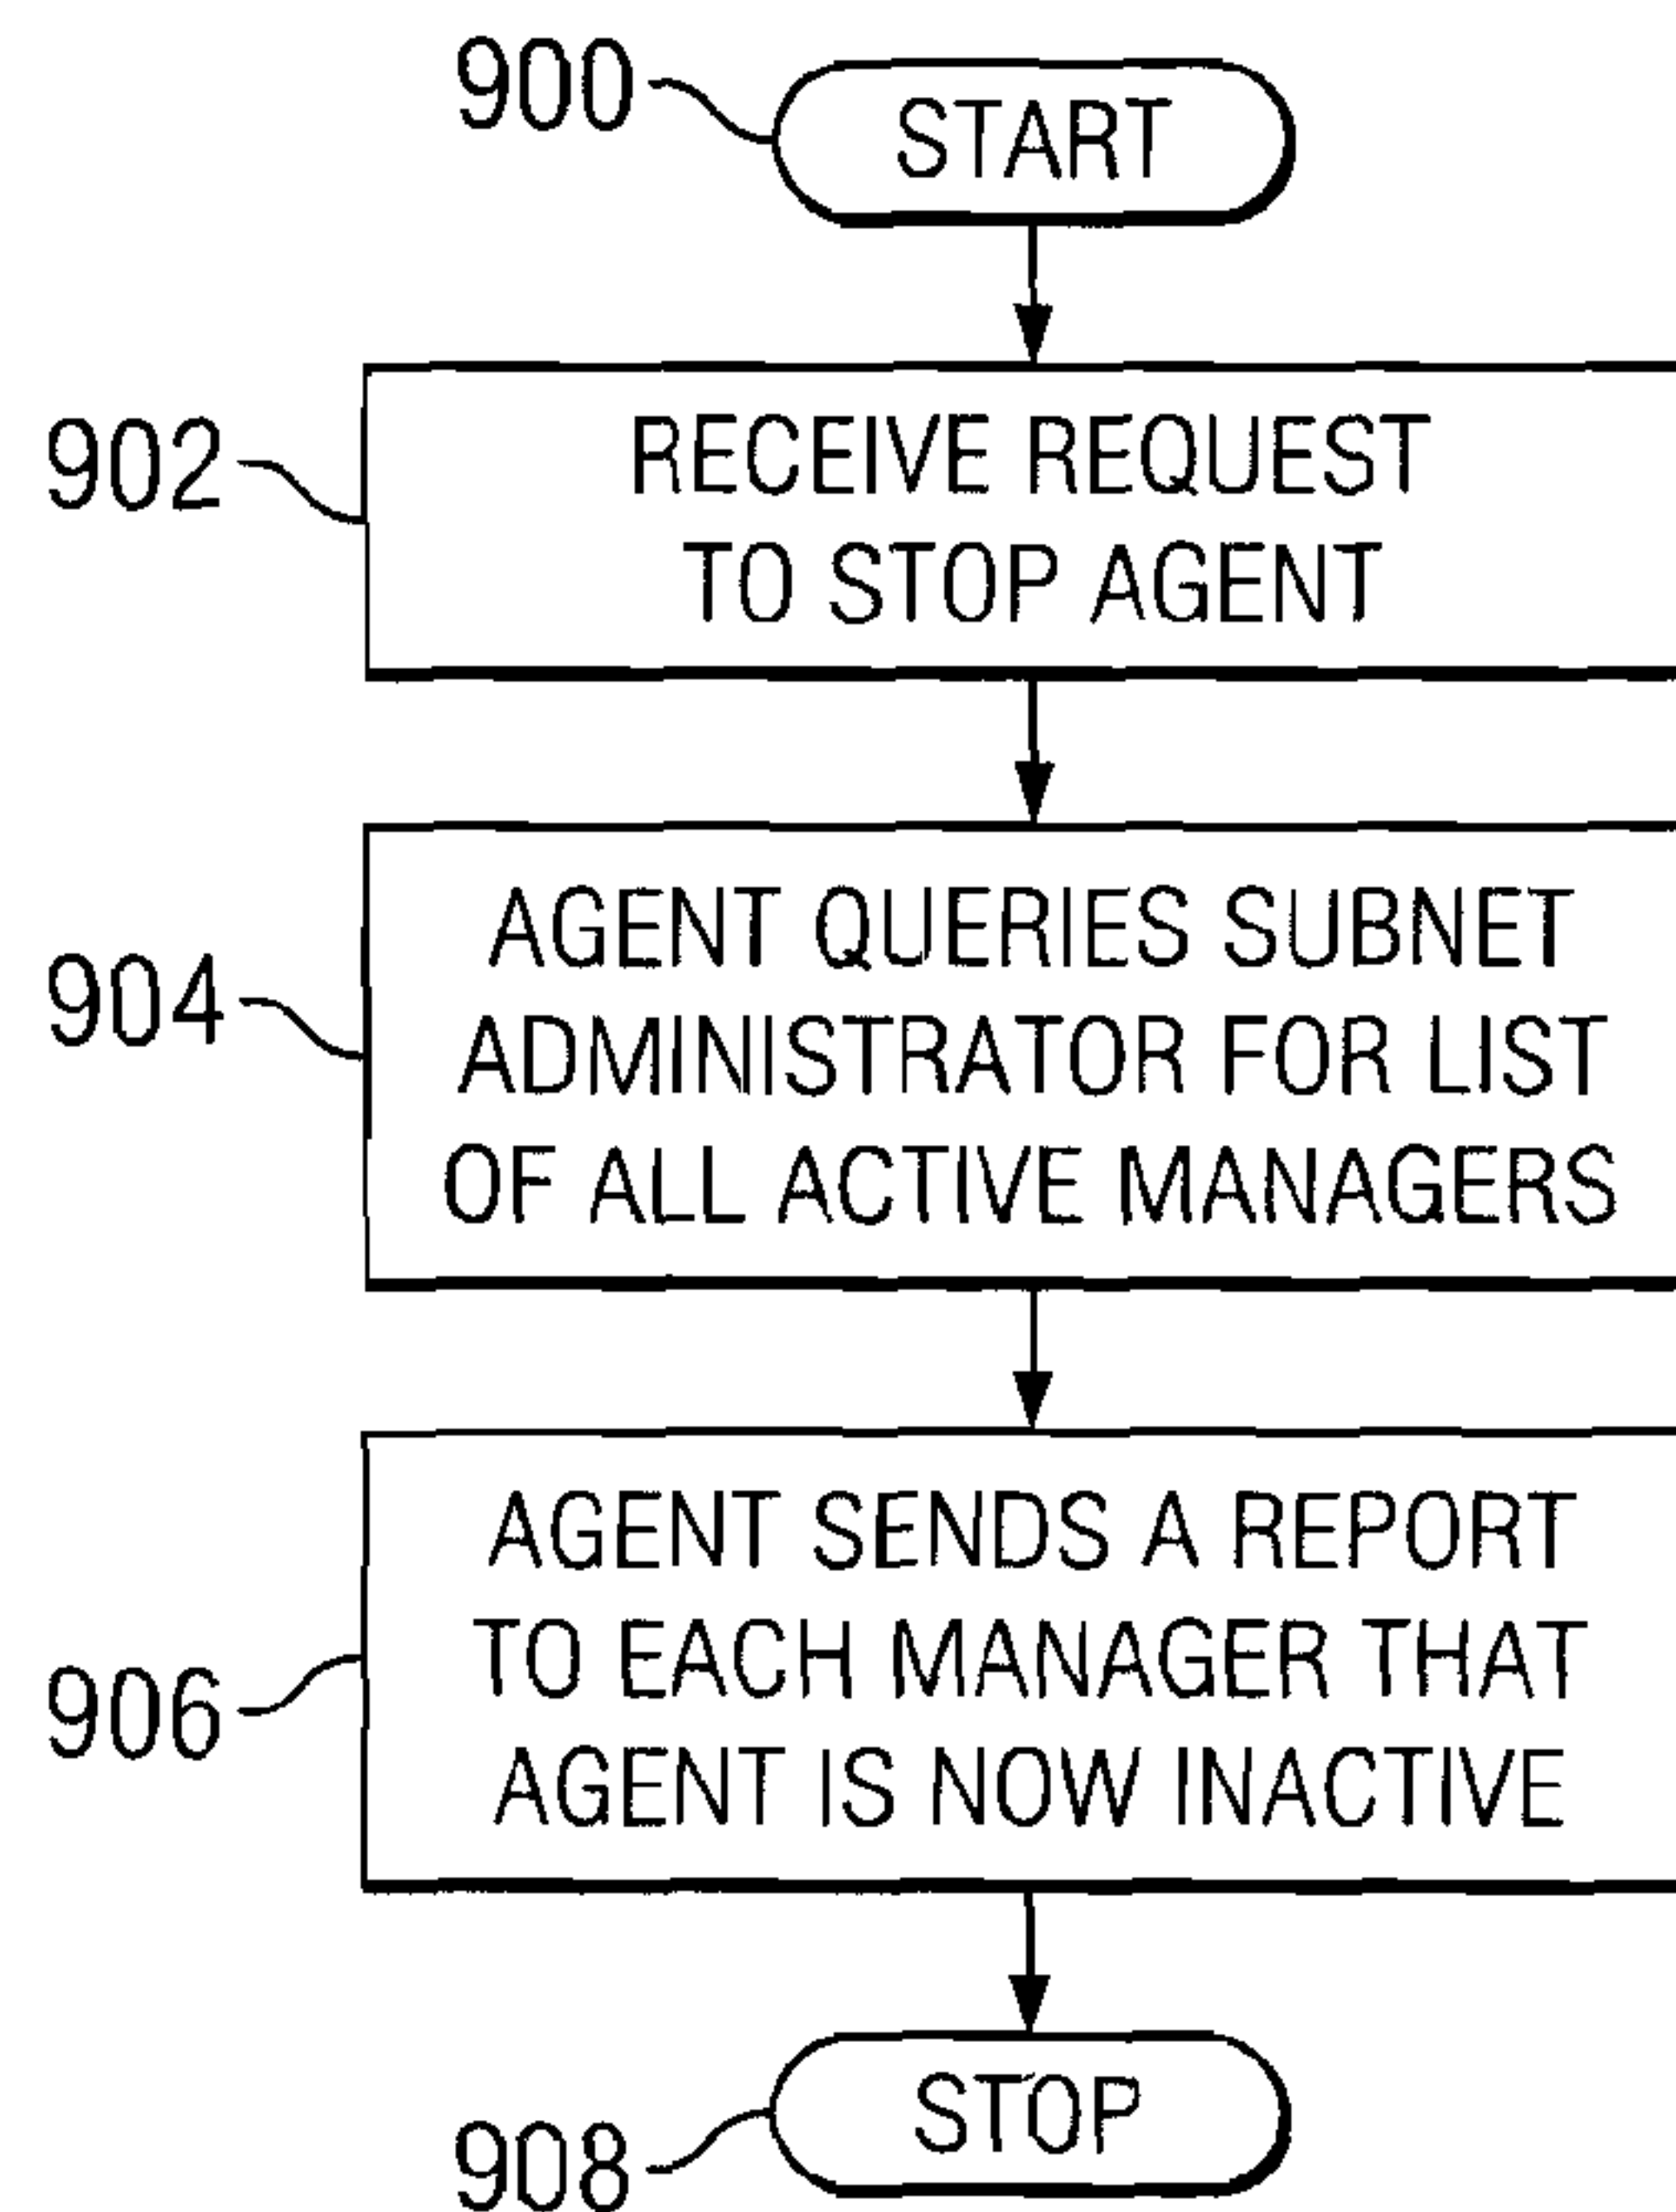 900
START
902
RECEIVE REQUEST
TO STOP AGENT
904
AGENT QUERIES SUBNET
ADMINISTRATOR FOR LIST
OF ALL ACTIVE MANAGERS
906
AGENT SENDS A REPORT
TO EACH MANAGER THAT
AGENT IS NOW INACTIVE
908
STOP